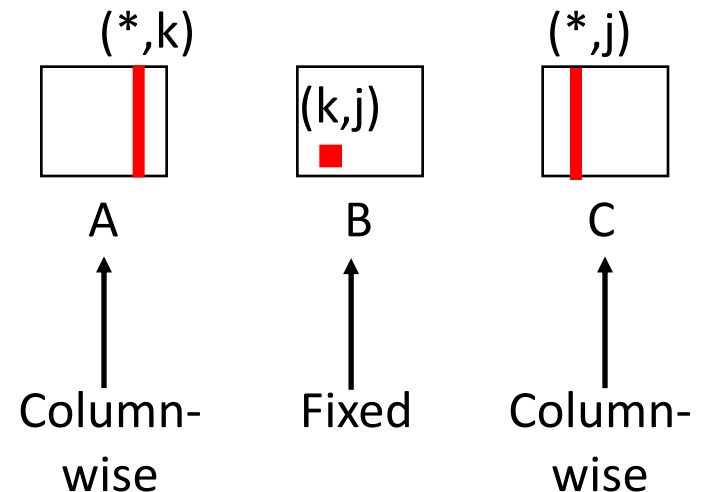 (*,k)
(*,j)
(k,j)
A
B
C
Column-
wise
Fixed
Column-
wise